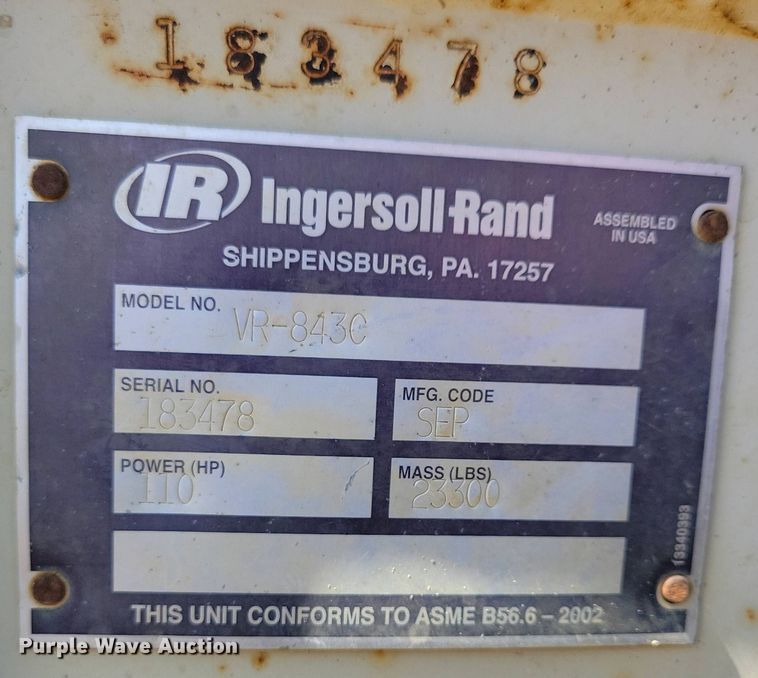 183478
IR Ingersoll-Rand
ASSEMBLED
IN USA
SHIPPENSBURG, PA. 17257
MODEL NO. VR-843C
SERIAL NO. 183478
MFG. CODE SEP
POWER (HP) 110
MASS (LBS) 23300
13340393
THIS UNIT CONFORMS TO ASME B56.6 – 2002
Purple Wave Auction